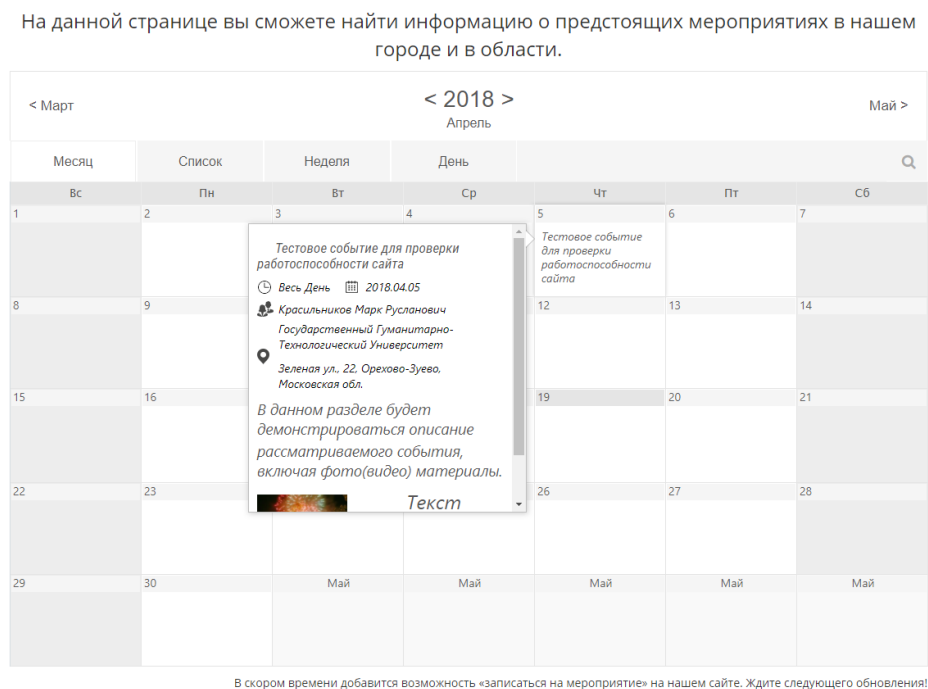 На данной странице вы сможете найти информацию о предстоящих мероприятиях в нашем
городе и в области.
< Март
< 2018 >
Май >
Апрель
Месяц Список Неделя День
Вс Пн Вт Ср Чт Пт Сб
1 2 3 4 5 6 7
Тестовое событие
для проверки
работоспособности
сайта
Тестовое событие для проверки
работоспособности сайта
Весь День 2018.04.05
Красильников Марк Русланович
Государственный Гуманитарно-
Технологический Университет
Зеленая ул., 22, Орехово-Зуево,
Московская обл.
В данном разделе будет
демонстрироваться описание
рассматриваемого события,
включая фото(видео) материалы.
Текст
8 9 12 13 14
15 16 19 20 21
22 23 26 27 28
29 30 Май Май Май Май Май
В скором времени добавится возможность «записаться на мероприятие» на нашем сайте. Ждите следующего обновления!